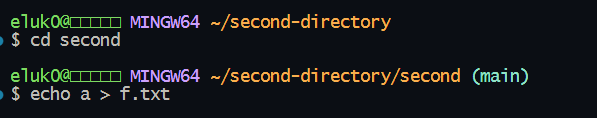 eluk0@□□□□□ MINGW64 ~/second-directory
$ cd second
eluk0@□□□□□ MINGW64 ~/second-directory/second (main)
$ echo a > f.txt